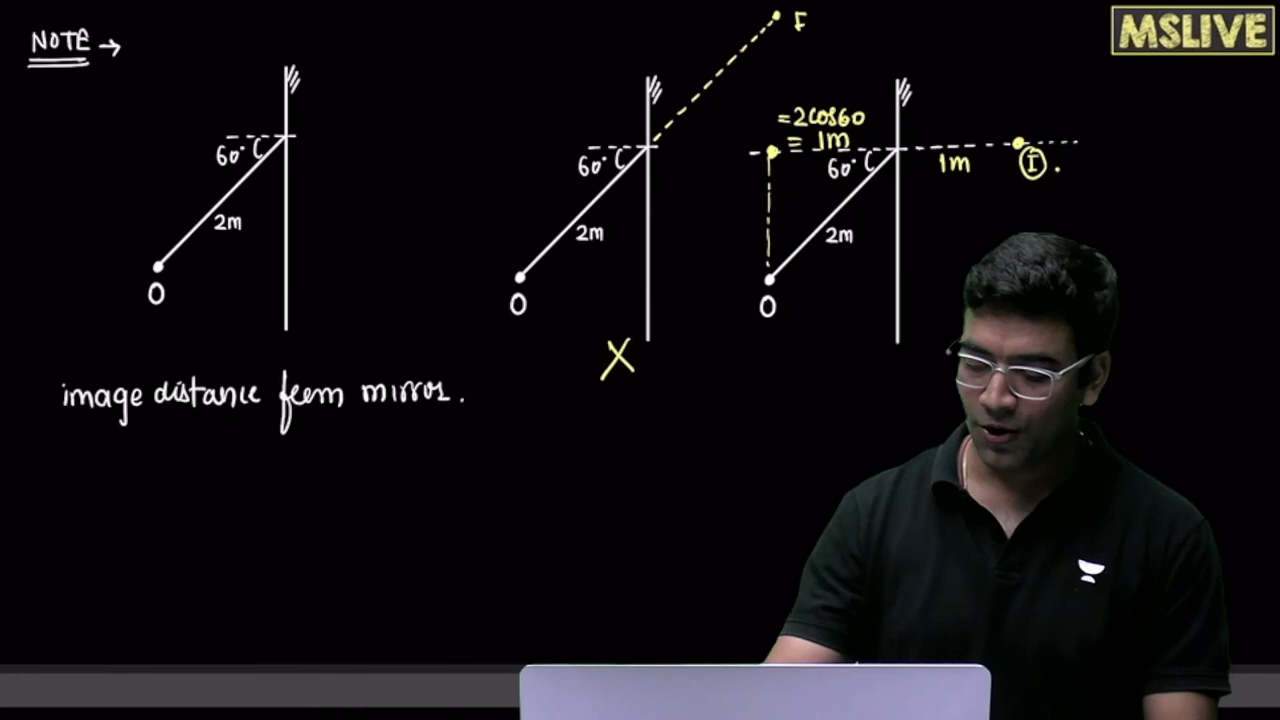 NOTE →
MSLIVE
60°
2m
O
I
60°
2m
O
X
=2cos60
= 1m
60°
1m
I.
2m
O
image distance from mirror.